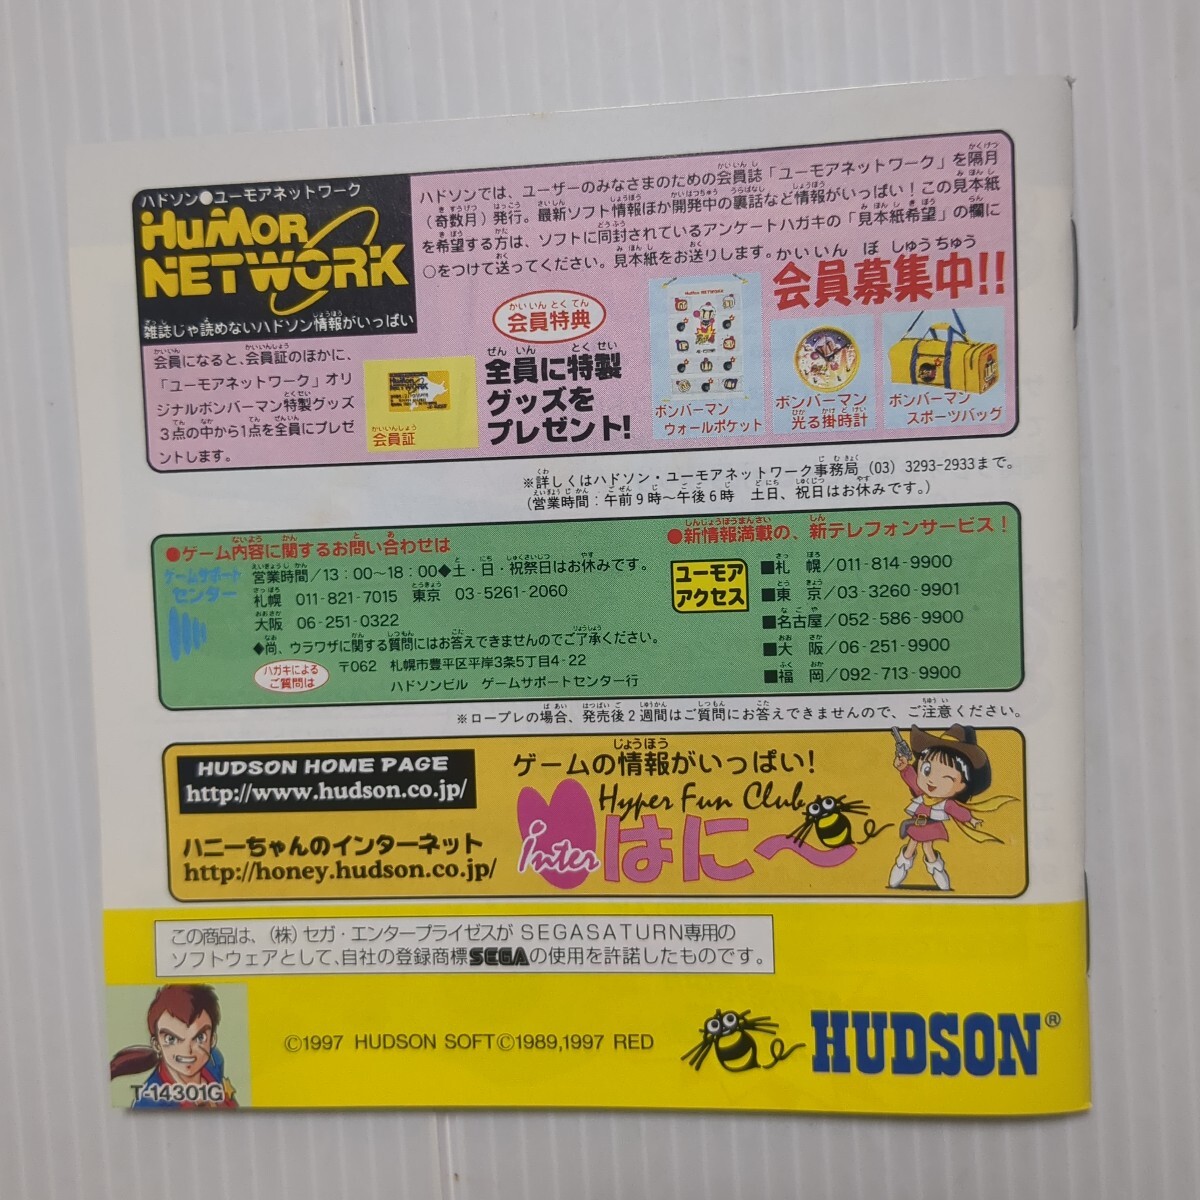 ハドソン●ユーモアネットワーク
HUMOR
NETWORK
雑誌じゃ読めないハドソン情報がいっぱい
ハドソンでは、ユーザーのみなさまのための会員誌「ユーモアネットワーク」を隔月
(奇数月)発行。最新ソフト情報ほか開発中の裏話など情報がいっぱい!この見本紙
を希望する方は、ソフトに同封されているアンケートハガキの「見本紙希望」の欄に
○をつけて送ってください。見本紙をお送りします。
かいいん ぼ しゅうちゅう
会員募集中!!
会員になると、会員証のほかに、
「ユーモアネットワーク」オリ
ジナルボンバーマン特製グッズ
3点の中から1点を全員にプレゼ
ントします。
会員証
会員特典
全員に特製
グッズを
プレゼント!
ボンバーマン
ウォールポケット
ボンバーマン
光る掛時計
ボンバーマン
スポーツバッグ
※詳しくはハドソン・ユーモアネットワーク事務局 (03) 3293-2933まで。
(営業時間:午前9時〜午後6時 土日、祝日はお休みです。)
●ゲーム内容に関するお問い合わせは
ゲームサポート
センター
営業時間/13:00〜18:00◆土・日・祝祭日はお休みです。
札幌 011-821-7015 東京 03-5261-2060
大阪 06-251-0322
◆尚、ウラワザに関する質問にはお答えできませんのでご了承ください。
ハガキによる
ご質問は
〒062 札幌市豊平区平岸3条5丁目4-22
ハドソンビル ゲームサポートセンター行
●新情報満載の、新テレフォンサービス!
ユーモア
アクセス
■札 幌/011-814-9900
■東 京/03-3260-9901
■名古屋/052-586-9900
■大 阪/06-251-9900
■福 岡/092-713-9900
※ロープレの場合、発売後2週間はご質問にお答えできませんので、ご注意ください。
HUDSON HOME PAGE
http://www.hudson.co.jp/
ハニーちゃんのインターネット
http://honey.hudson.co.jp/
ゲームの情報がいっぱい!
Hyper Fun Club
inter はに〜
この商品は、(株)セガ・エンタープライゼスがSEGASATURN専用の
ソフトウェアとして、自社の登録商標SEGAの使用を許諾したものです。
T-14301G
©1997 HUDSON SOFT©1989,1997 RED
HUDSON®